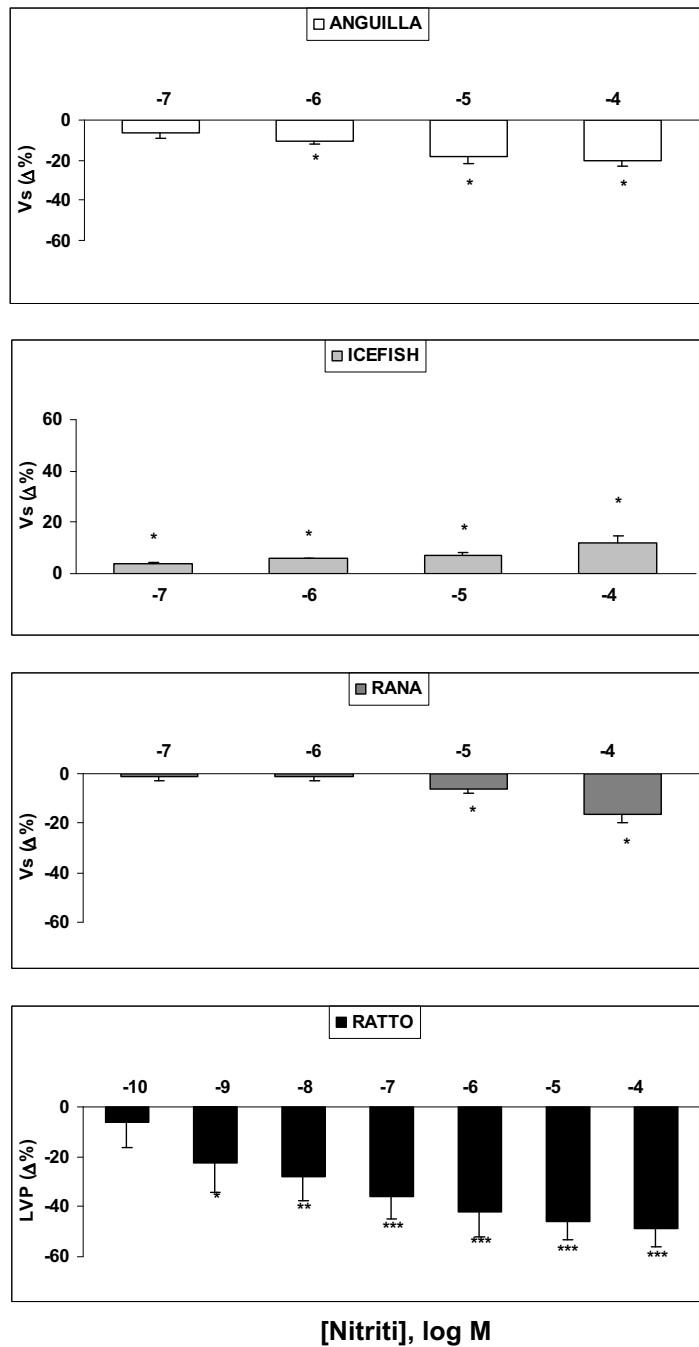 ANGUILLA
-7 -6 -5 -4
0
-20
-40
-60
Vs (Δ%)
* * *
ICEFISH
60
40
20
0
Vs (Δ%)
* * * *
-7 -6 -5 -4
RANA
-7 -6 -5 -4
0
-20
-40
-60
Vs (Δ%)
* *
RATTO
-10 -9 -8 -7 -6 -5 -4
0
-20
-40
-60
LVP (Δ%)
* ** *** *** *** ***
[Nitriti], log M